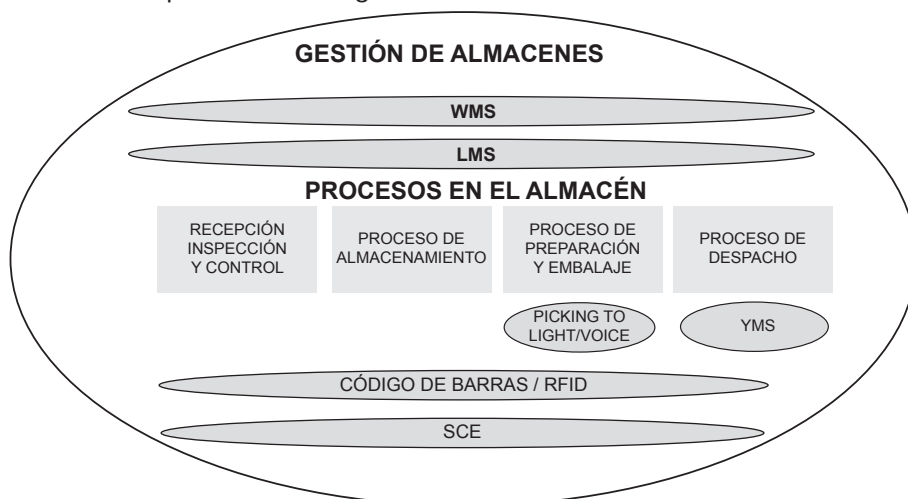 GESTIÓN DE ALMACENES
WMS
LMS
PROCESOS EN EL ALMACÉN
RECEPCIÓN
INSPECCIÓN
Y CONTROL
PROCESO DE
ALMACENAMIENTO
PROCESO DE
PREPARACIÓN
Y EMBALAJE
PROCESO DE
DESPACHO
PICKING TO
LIGHT/VOICE
YMS
CÓDIGO DE BARRAS / RFID
SCE